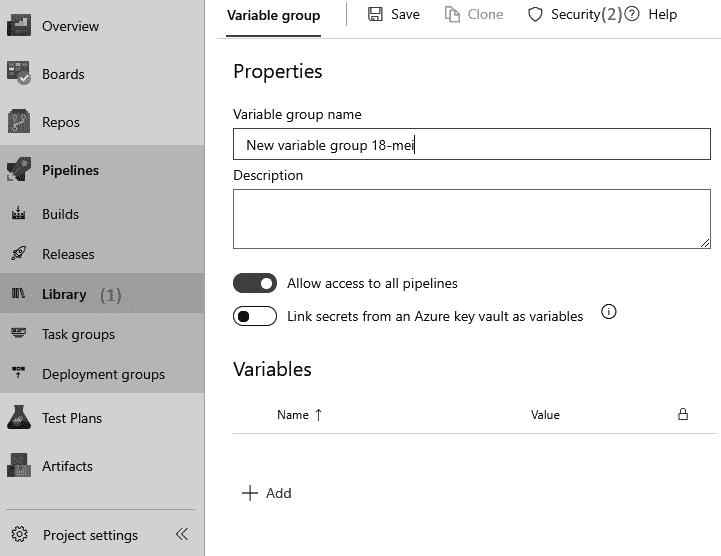 Overview
Boards
Repos
Pipelines
Builds
Releases
Library (1)
Task groups
Deployment groups
Test Plans
Artifacts
Project settings
Variable group Save Clone Security(2) Help
Properties
Variable group name
New variable group 18-mei
Description
Allow access to all pipelines
Link secrets from an Azure key vault as variables
Variables
Name ↑ Value
+ Add